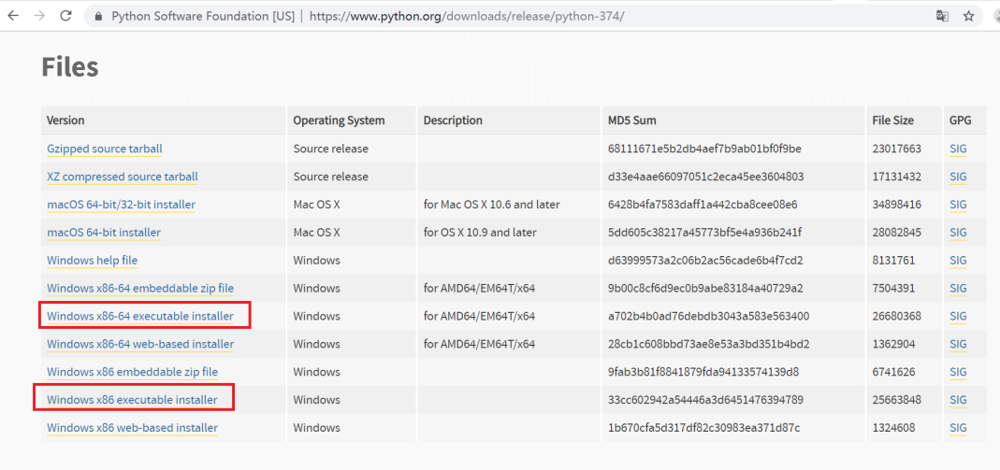 Python Software Foundation [US] | https://www.python.org/downloads/release/python-374/
Files
Version Operating System Description MD5 Sum File Size GPG
Gzipped source tarball Source release 68111671e5b2db4aef7b9ab01bf0f9be 23017663 SIG
XZ compressed source tarball Source release d33e4aae66097051c2eca45ee3604803 17131432 SIG
macOS 64-bit/32-bit installer Mac OS X for Mac OS X 10.6 and later 6428b4fa7583daff1a442cba8cee08e6 34898416 SIG
macOS 64-bit installer Mac OS X for OS X 10.9 and later 5dd605c38217a45773bf5e4a936b241f 28082845 SIG
Windows help file Windows d63999573a2c06b2ac56cade6b4f7cd2 8131761 SIG
Windows x86-64 embeddable zip file Windows for AMD64/EM64T/x64 9b00c8cf6d9ec0b9abe83184a40729a2 7504391 SIG
Windows x86-64 executable installer Windows for AMD64/EM64T/x64 a702b4b0ad76debdb3043a583e563400 26680368 SIG
Windows x86-64 web-based installer Windows for AMD64/EM64T/x64 28cb1c608bbd73ae8e53a3bd351b4bd2 1362904 SIG
Windows x86 embeddable zip file Windows 9fab3b81f8841879fda94133574139d8 6741626 SIG
Windows x86 executable installer Windows 33cc602942a54446a3d6451476394789 25663848 SIG
Windows x86 web-based installer Windows 1b670cfa5d317df82c30983ea371d87c 1324608 SIG